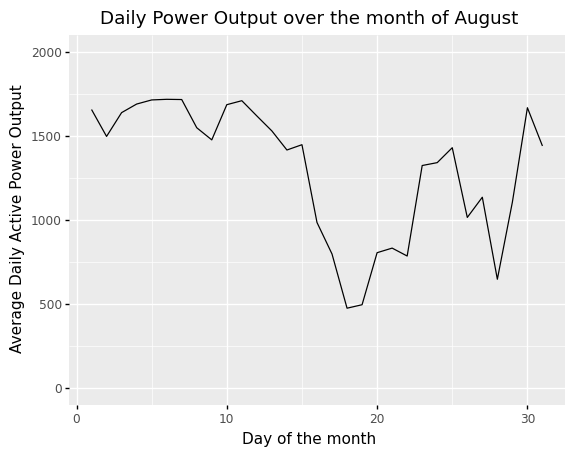 Daily Power Output over the month of August
2000
1500
1000
500
0
Average Daily Active Power Output
0 10 20 30
Day of the month